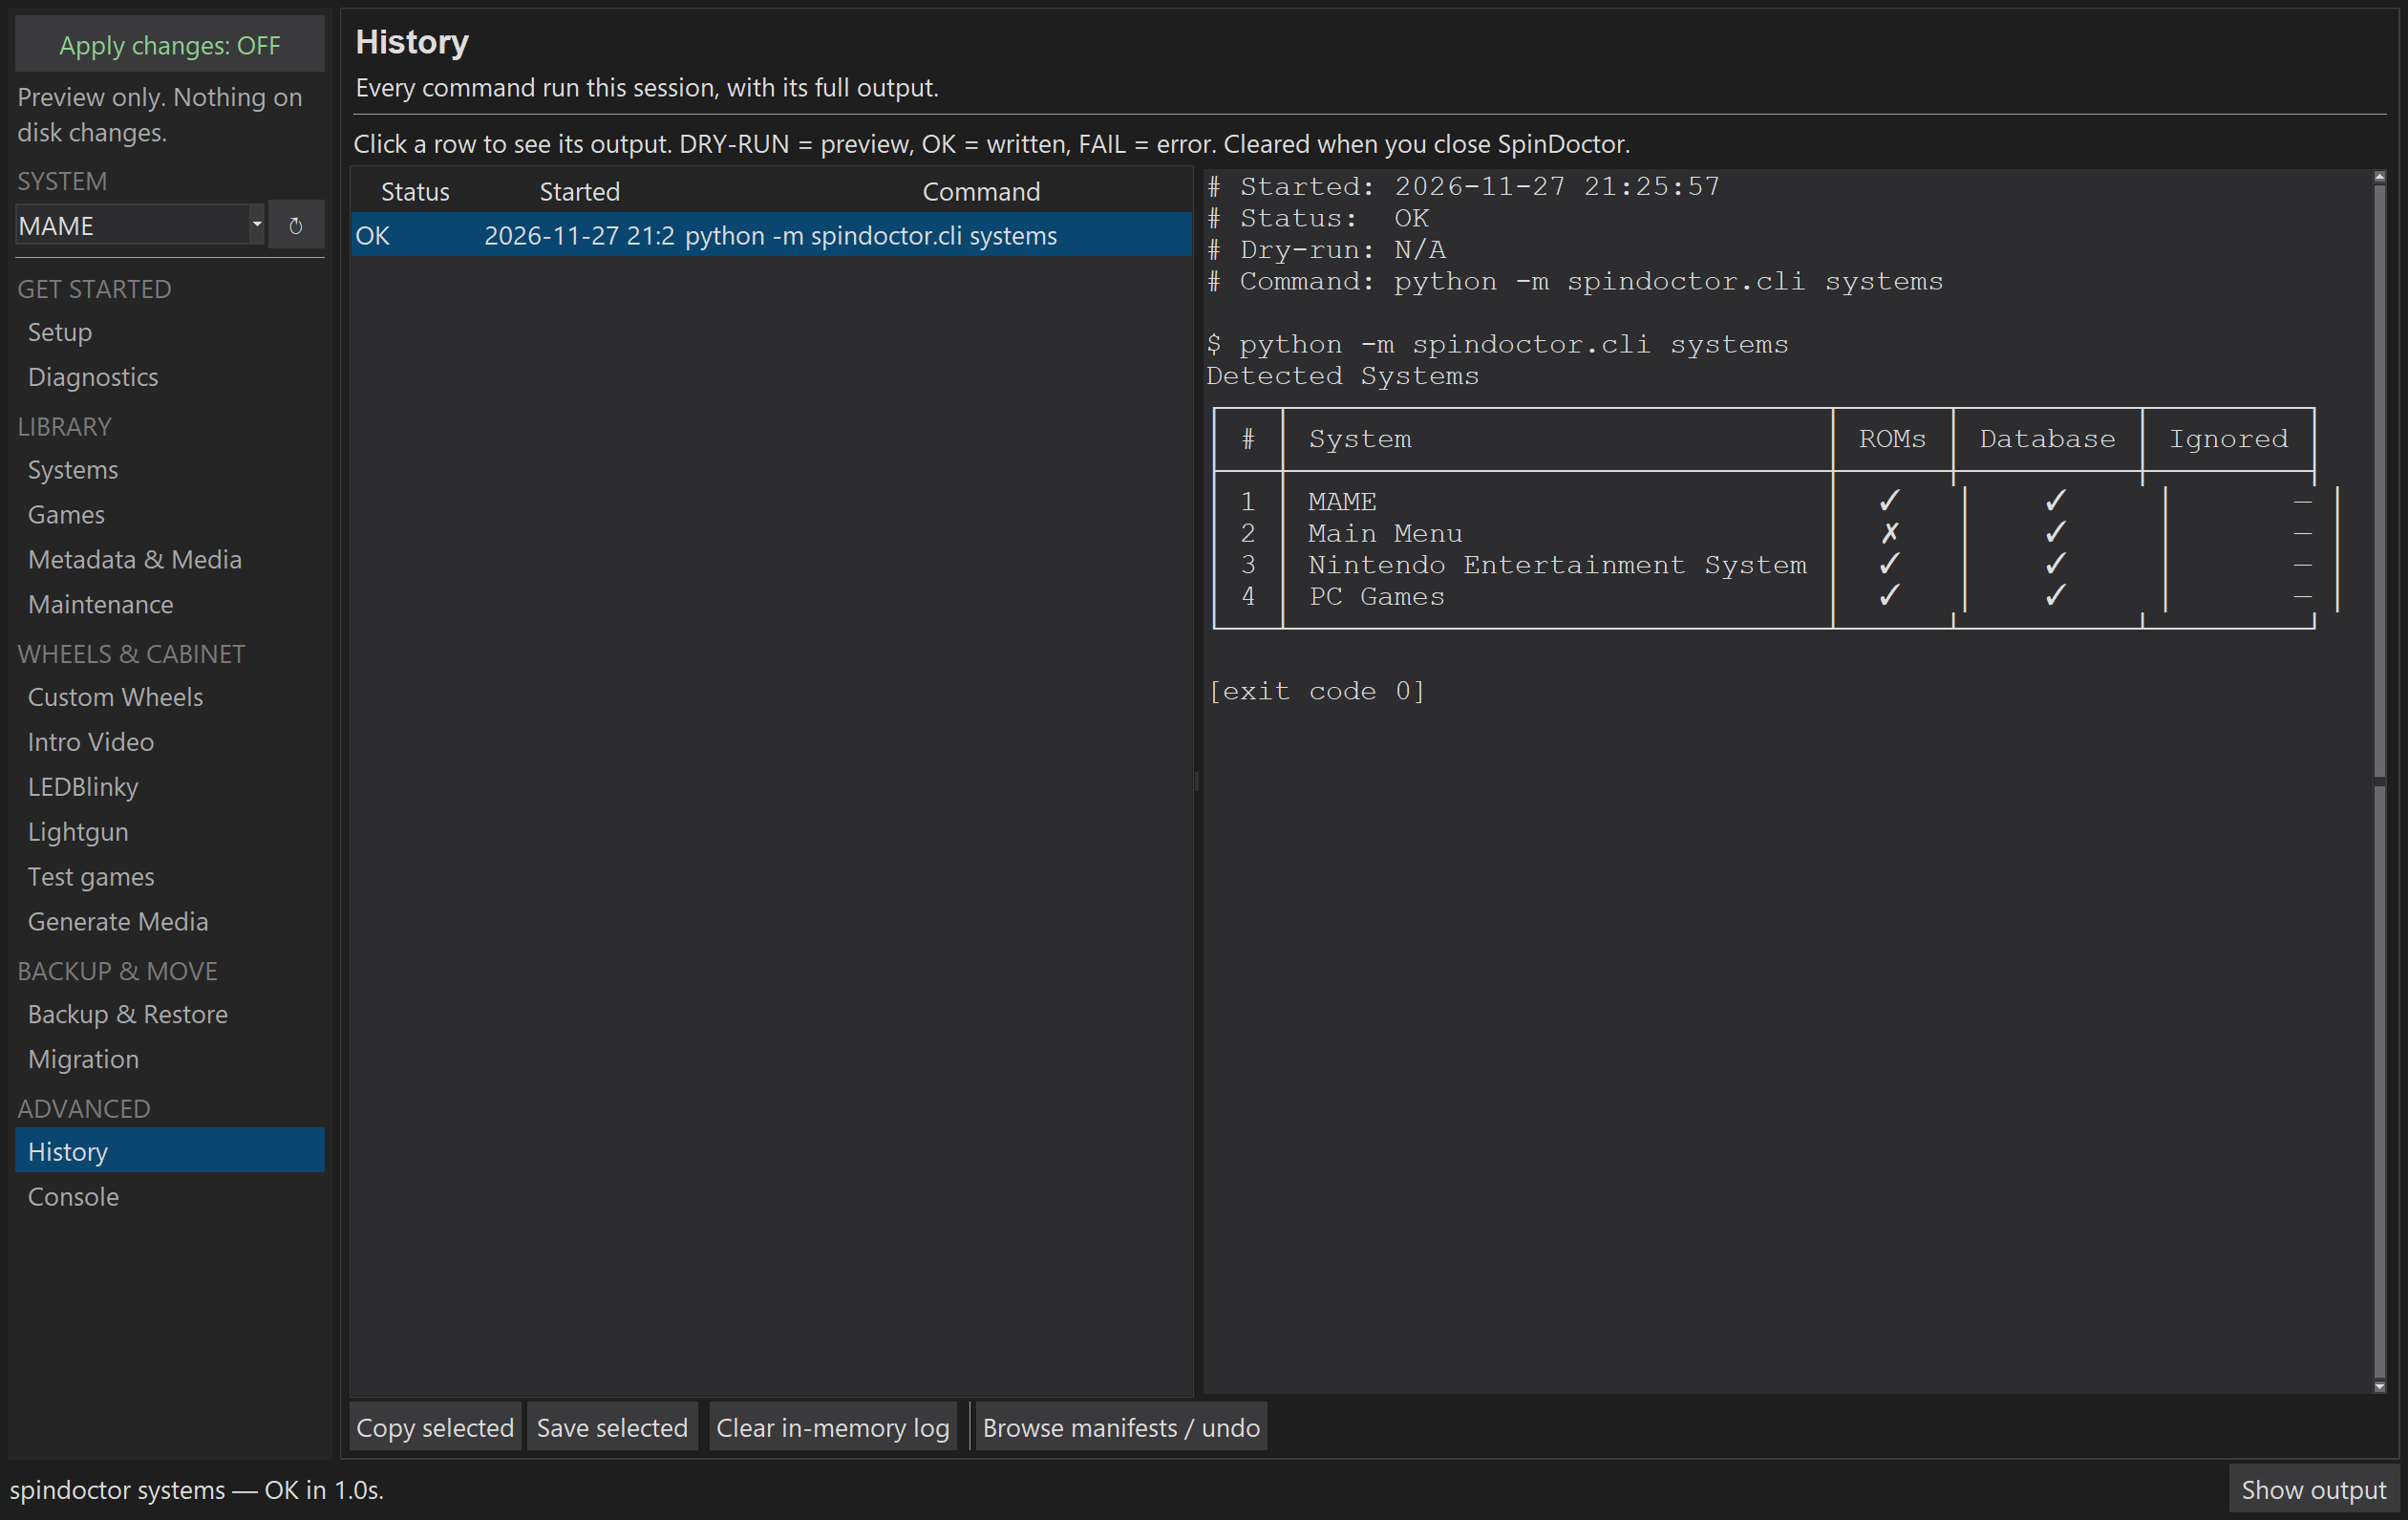 Apply changes: OFF
Preview only. Nothing on
disk changes.
SYSTEM
MAME
GET STARTED
Setup
Diagnostics
LIBRARY
Systems
Games
Metadata & Media
Maintenance
WHEELS & CABINET
Custom Wheels
Intro Video
LEDBlinky
Lightgun
Test games
Generate Media
BACKUP & MOVE
Backup & Restore
Migration
ADVANCED
History
Console
History
Every command run this session, with its full output.
Click a row to see its output. DRY-RUN = preview, OK = written, FAIL = error. Cleared when you close SpinDoctor.
Status Started Command
OK 2026-11-27 21:2 python -m spindoctor.cli systems
# Started: 2026-11-27 21:25:57
# Status: OK
# Dry-run: N/A
# Command: python -m spindoctor.cli systems
$ python -m spindoctor.cli systems
Detected Systems
# System ROMs Database Ignored
1 MAME ✓ ✓ —
2 Main Menu ✗ ✓ —
3 Nintendo Entertainment System ✓ ✓ —
4 PC Games ✓ ✓ —
[exit code 0]
Copy selected Save selected Clear in-memory log Browse manifests / undo
spindoctor systems — OK in 1.0s.
Show output